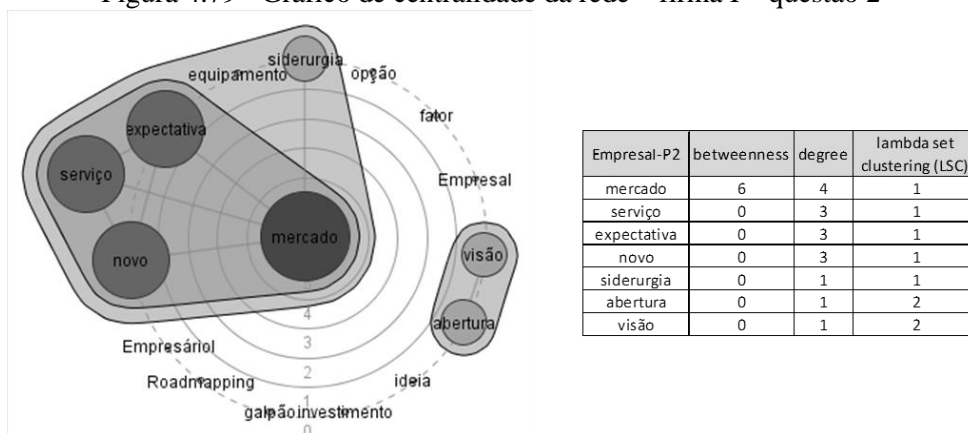 Figura 4.79 - Gráfico de centralidade da rede – firma I - questão 2
siderurgia
equipamento
opção
fator
expectativa
serviço
Empresal
mercado
visão
novo
abertura
4
3
2
1
0
Empresáriol
Roadmapping
ideia
galpão
investimento
EmpresaI-P2 betweenness degree lambda set clustering (LSC)
mercado 6 4 1
serviço 0 3 1
expectativa 0 3 1
novo 0 3 1
siderurgia 0 1 1
abertura 0 1 2
visão 0 1 2